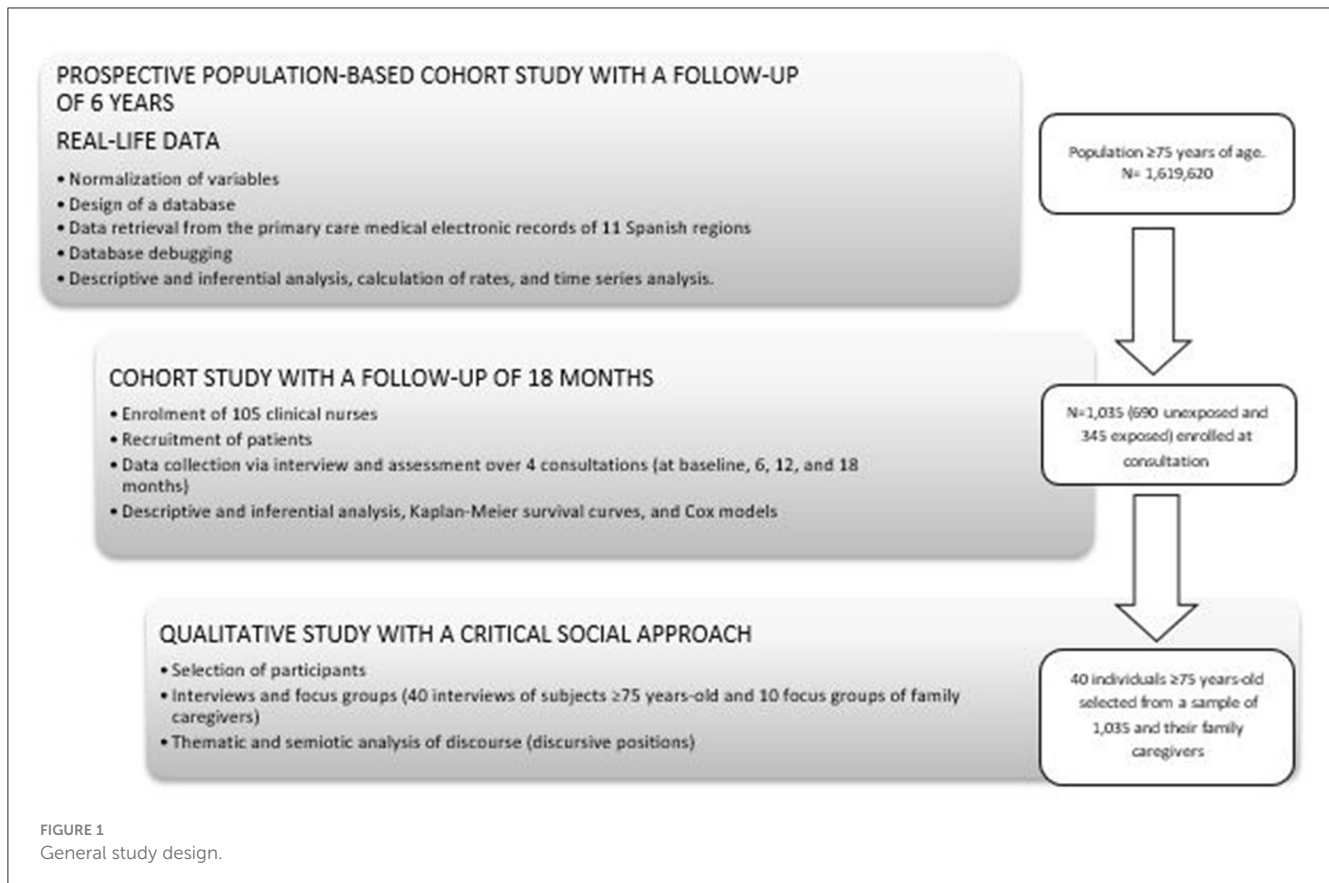 PROSPECTIVE POPULATION-BASED COHORT STUDY WITH A FOLLOW-UP
OF 6 YEARS
REAL-LIFE DATA
• Normalization of variables
• Design of a database
• Data retrieval from the primary care medical electronic records of 11 Spanish regions
• Database debugging
• Descriptive and inferential analysis, calculation of rates, and time series analysis.
Population ≥75 years of age.
N= 1,619,620
COHORT STUDY WITH A FOLLOW-UP OF 18 MONTHS
• Enrolment of 105 clinical nurses
• Recruitment of patients
• Data collection via interview and assessment over 4 consultations (at baseline, 6, 12, and 18
months)
• Descriptive and inferential analysis, Kaplan-Meier survival curves, and Cox models
N=1,035 (690 unexposed and
345 exposed) enrolled at
consultation
QUALITATIVE STUDY WITH A CRITICAL SOCIAL APPROACH
• Selection of participants
• Interviews and focus groups (40 interviews of subjects ≥75 years-old and 10 focus groups of family
caregivers)
• Thematic and semiotic analysis of discourse (discursive positions)
40 individuals ≥75 years-old
selected from a sample of
1,035 and their family
caregivers
FIGURE 1
General study design.